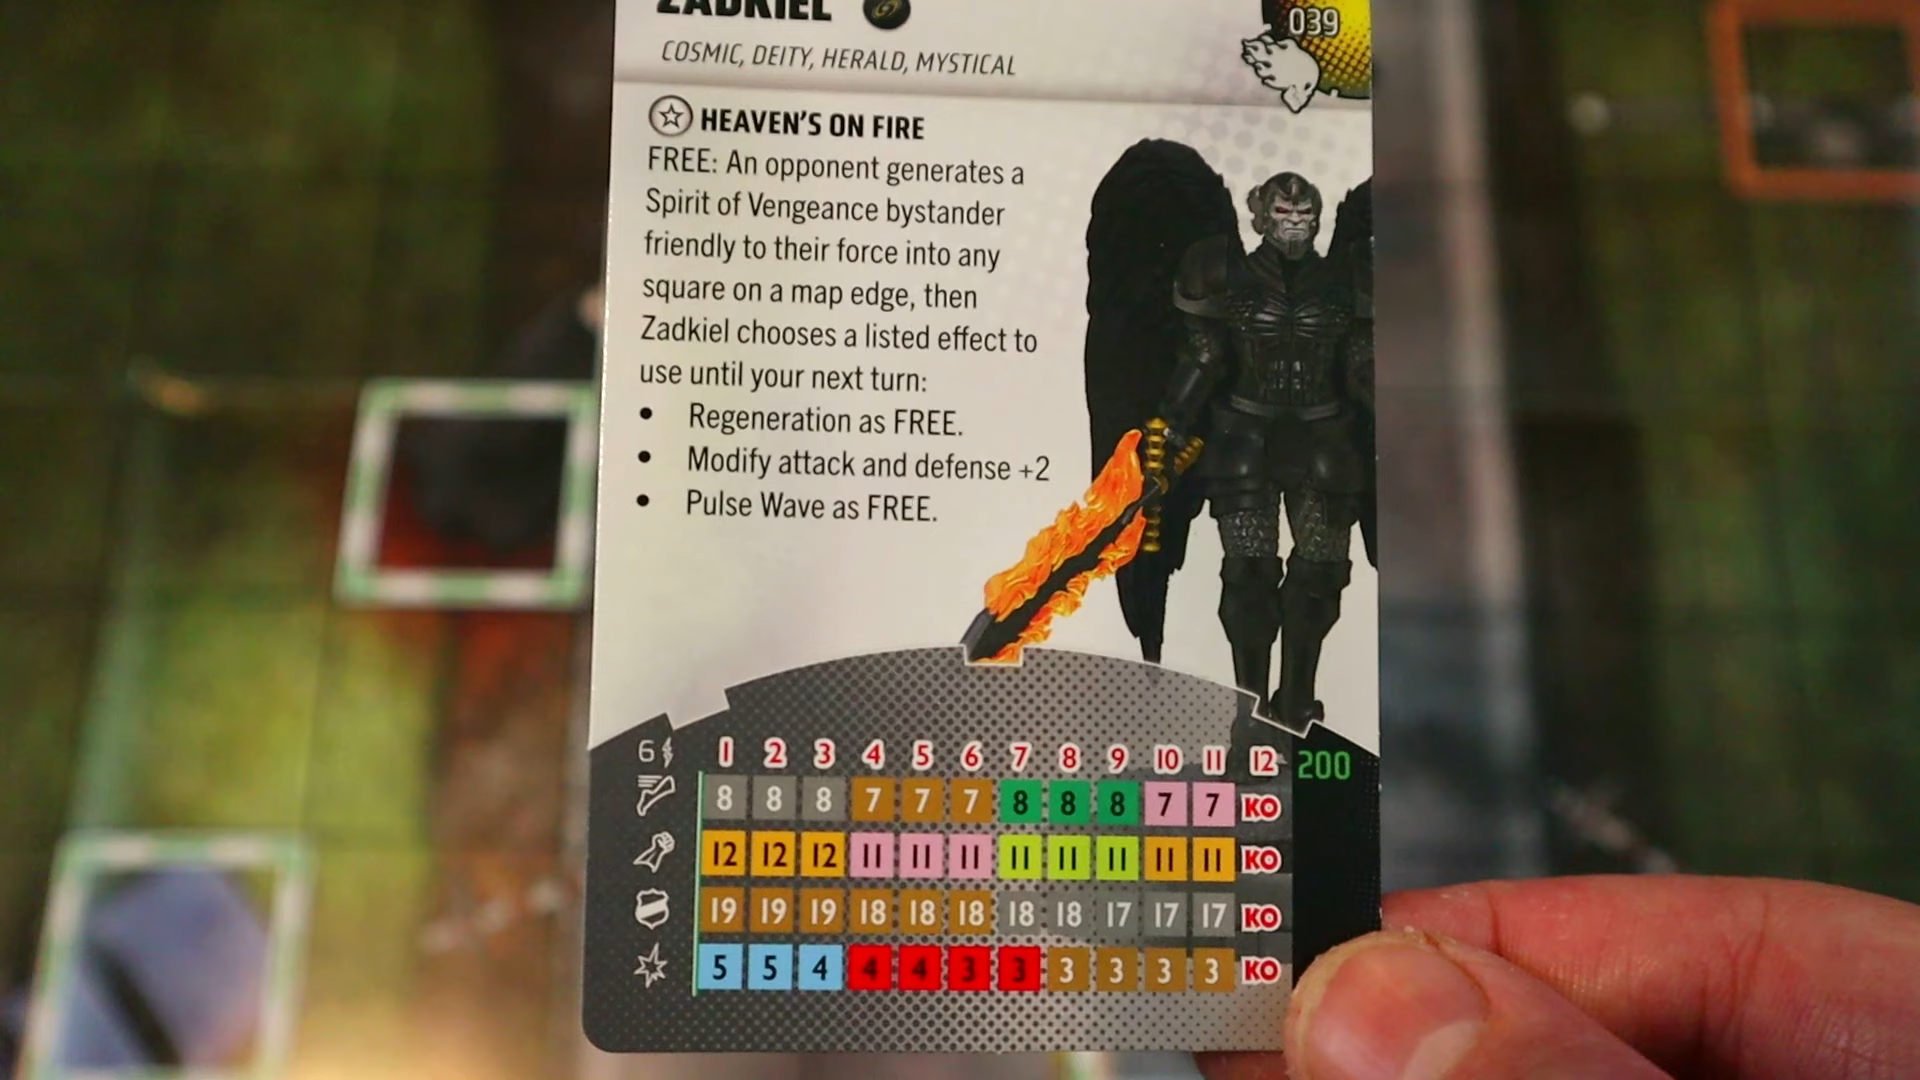 ZADKIEL
039
COSMIC, DEITY, HERALD, MYSTICAL
HEAVEN'S ON FIRE
FREE: An opponent generates a
Spirit of Vengeance bystander
friendly to their force into any
square on a map edge, then
Zadkiel chooses a listed effect to
use until your next turn:
• Regeneration as FREE.
• Modify attack and defense +2
• Pulse Wave as FREE.
6 1 2 3 4 5 6 7 8 9 10 11 12 200
8 8 8 7 7 7 8 8 8 7 7 KO
12 12 12 11 11 11 11 11 11 11 11 KO
19 19 19 18 18 18 18 18 17 17 17 KO
5 5 4 4 4 3 3 3 3 3 3 KO